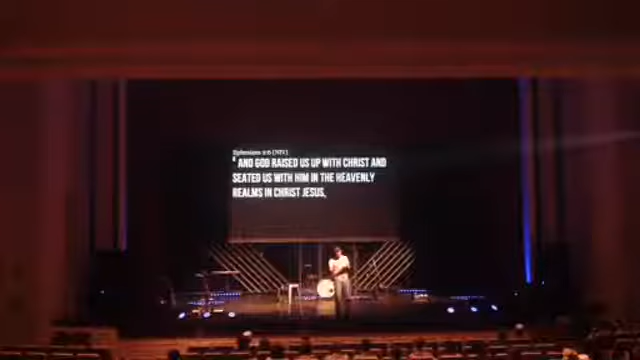 Ephesians 2:6 (NIV)
" AND GOD RAISED US UP WITH CHRIST AND
SEATED US WITH HIM IN THE HEAVENLY
REALMS IN CHRIST JESUS,